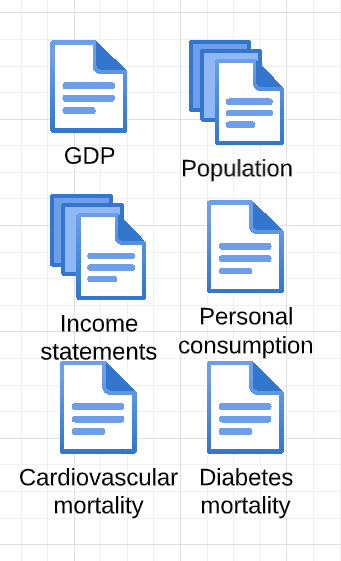 GDP
Population
Income
statements
Personal
consumption
Cardiovascular
mortality
Diabetes
mortality